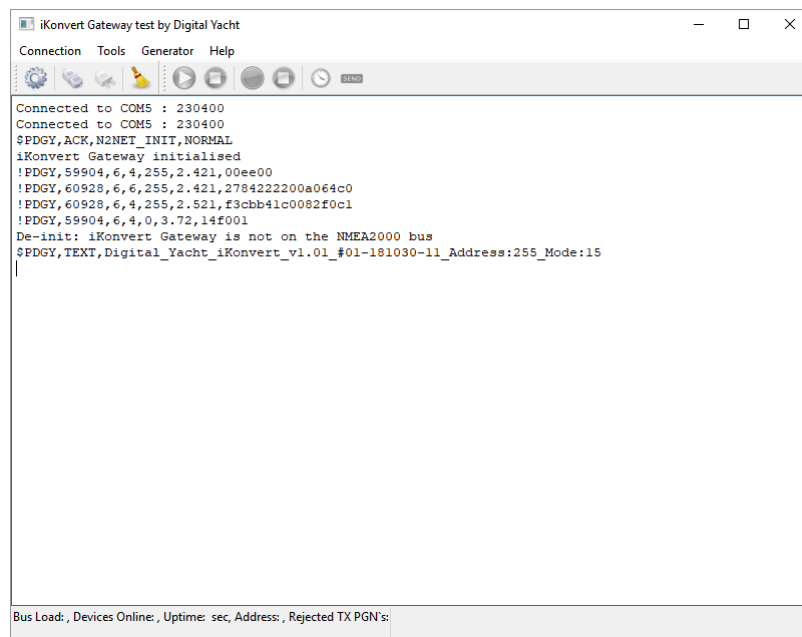 iKonvert Gateway test by Digital Yacht
Connection Tools Generator Help
SEND
Connected to COM5 : 230400
Connected to COM5 : 230400
$PDGY,ACK,N2NET_INIT,NORMAL
iKonvert Gateway initialised
!PDGY,59904,6,4,255,2.421,00ee00
!PDGY,60928,6,6,255,2.421,2784222200a064c0
!PDGY,60928,6,4,255,2.521,f3cbb41c0082f0c1
!PDGY,59904,6,4,0,3.72,14f001
De-init: iKonvert Gateway is not on the NMEA2000 bus
$PDGY,TEXT,Digital_Yacht_iKonvert_v1.01_#01-181030-11_Address:255_Mode:15
Bus Load: , Devices Online: , Uptime: sec, Address: , Rejected TX PGN`s: